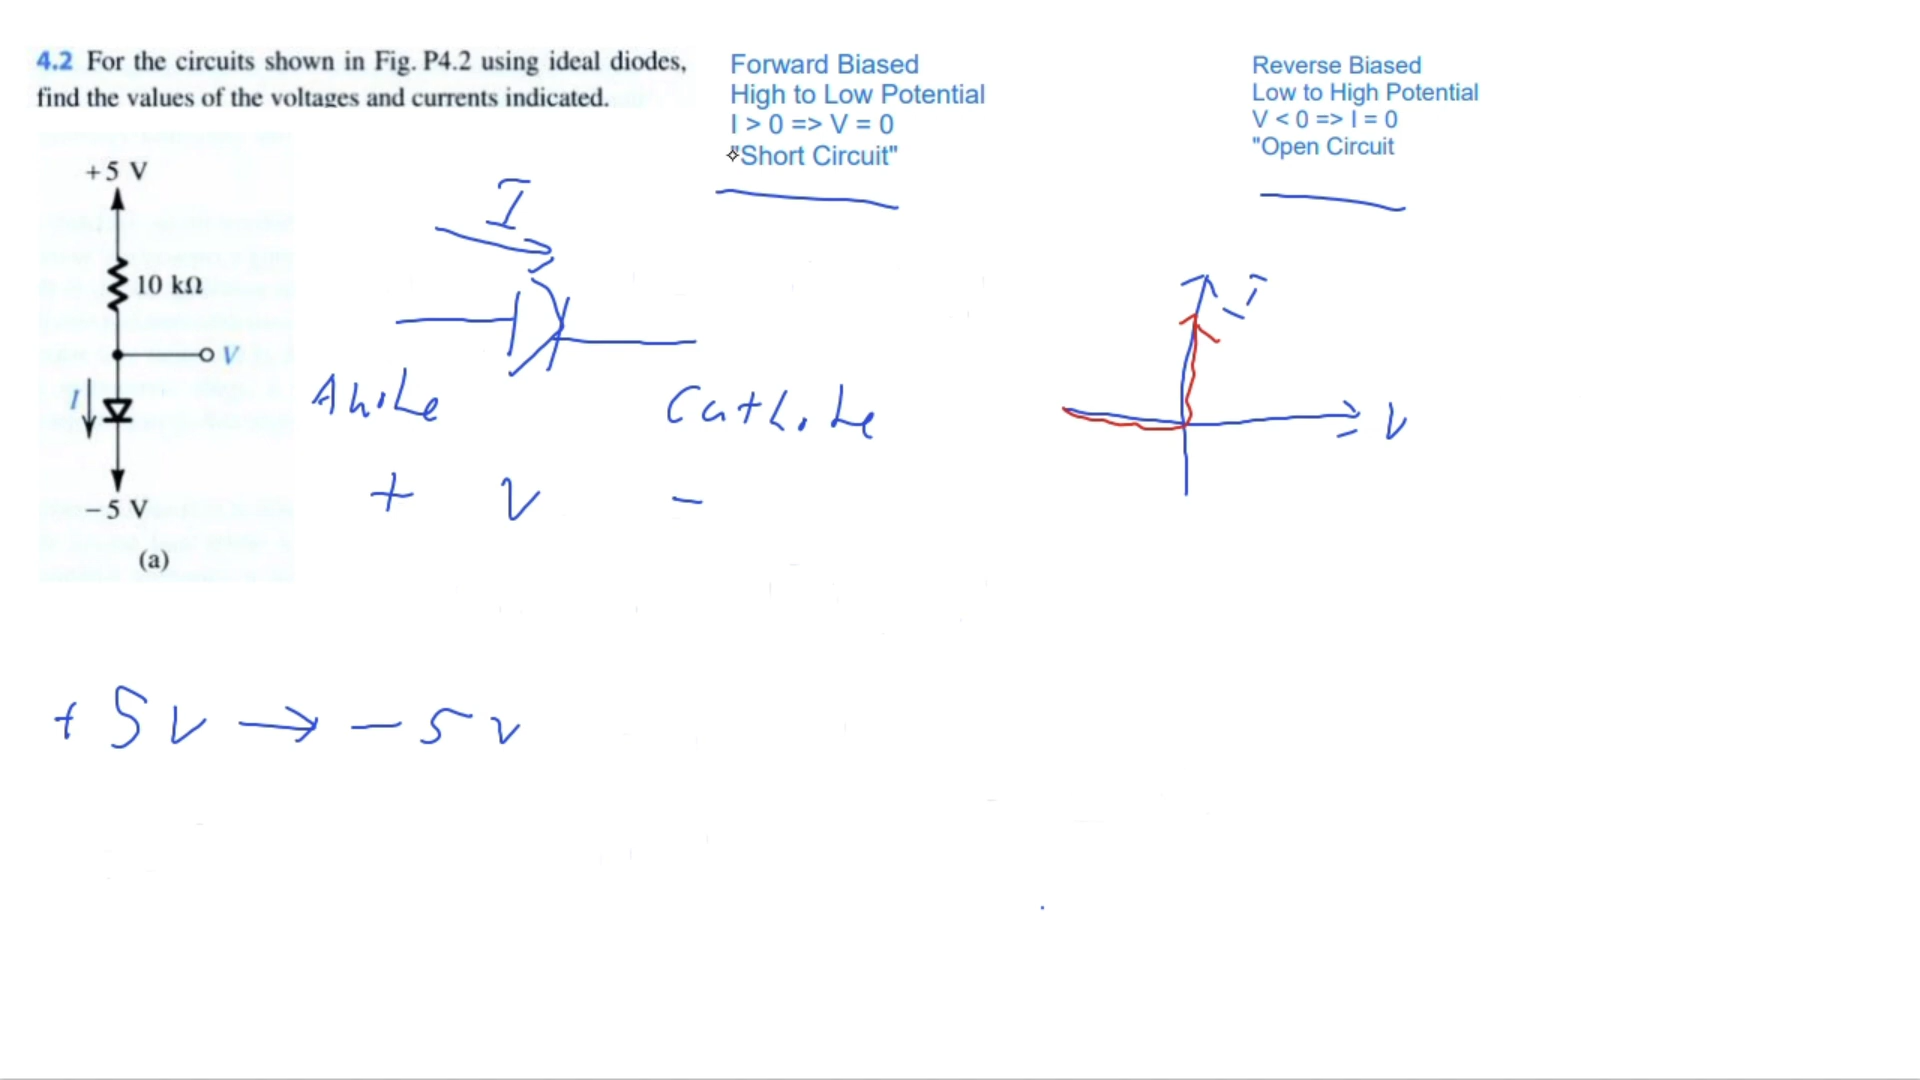 4.2 For the circuits shown in Fig. P4.2 using ideal diodes,
find the values of the voltages and currents indicated.
Forward Biased
High to Low Potential
I > 0 => V = 0
"Short Circuit"
Reverse Biased
Low to High Potential
V < 0 => I = 0
"Open Circuit
+5 V
10 kΩ
V
I
−5 V
(a)
I
Anode
Cathode
+ V −
I
V
+ 5 V → − 5 V